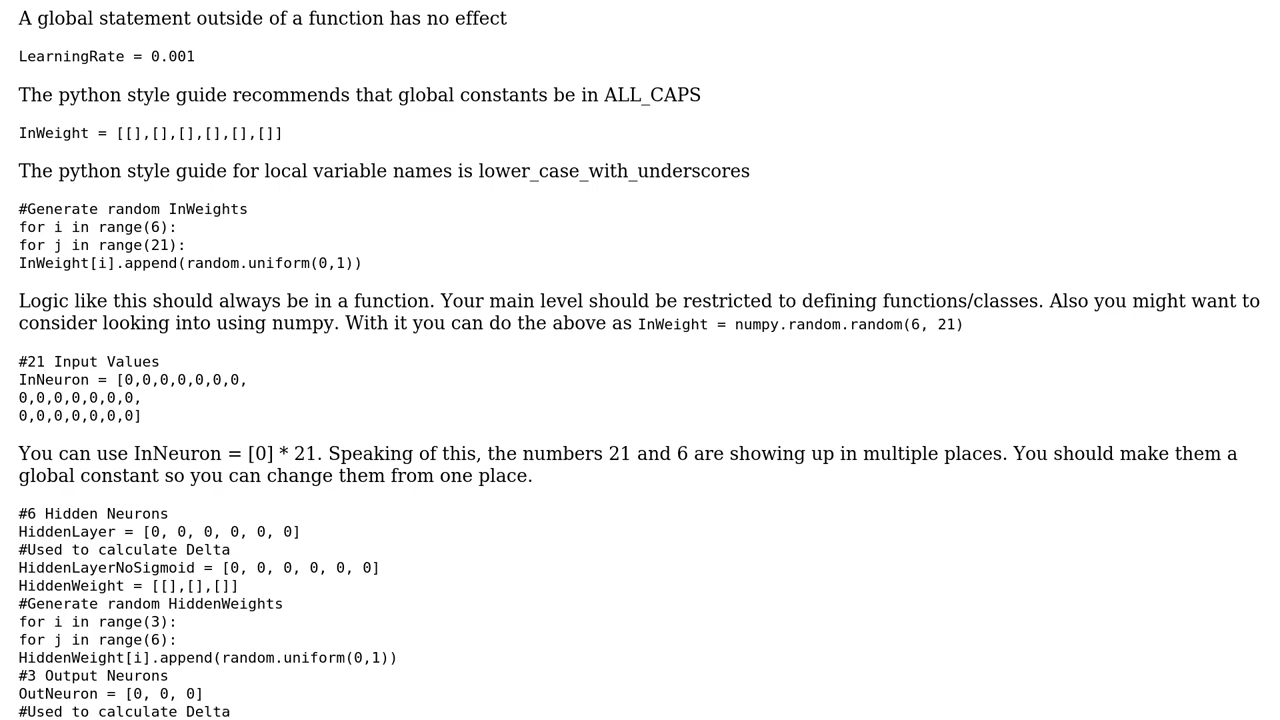 A global statement outside of a function has no effect
LearningRate = 0.001
The python style guide recommends that global constants be in ALL_CAPS
InWeight = [[],[],[],[],[],[]]
The python style guide for local variable names is lower_case_with_underscores
#Generate random InWeights
for i in range(6):
for j in range(21):
InWeight[i].append(random.uniform(0,1))
Logic like this should always be in a function. Your main level should be restricted to defining functions/classes. Also you might want to
consider looking into using numpy. With it you can do the above as InWeight = numpy.random.random(6, 21)
#21 Input Values
InNeuron = [0,0,0,0,0,0,0,
0,0,0,0,0,0,0,
0,0,0,0,0,0,0]
You can use InNeuron = [0] * 21. Speaking of this, the numbers 21 and 6 are showing up in multiple places. You should make them a
global constant so you can change them from one place.
#6 Hidden Neurons
HiddenLayer = [0, 0, 0, 0, 0, 0]
#Used to calculate Delta
HiddenLayerNoSigmoid = [0, 0, 0, 0, 0, 0]
HiddenWeight = [[],[],[]]
#Generate random HiddenWeights
for i in range(3):
for j in range(6):
HiddenWeight[i].append(random.uniform(0,1))
#3 Output Neurons
OutNeuron = [0, 0, 0]
#Used to calculate Delta